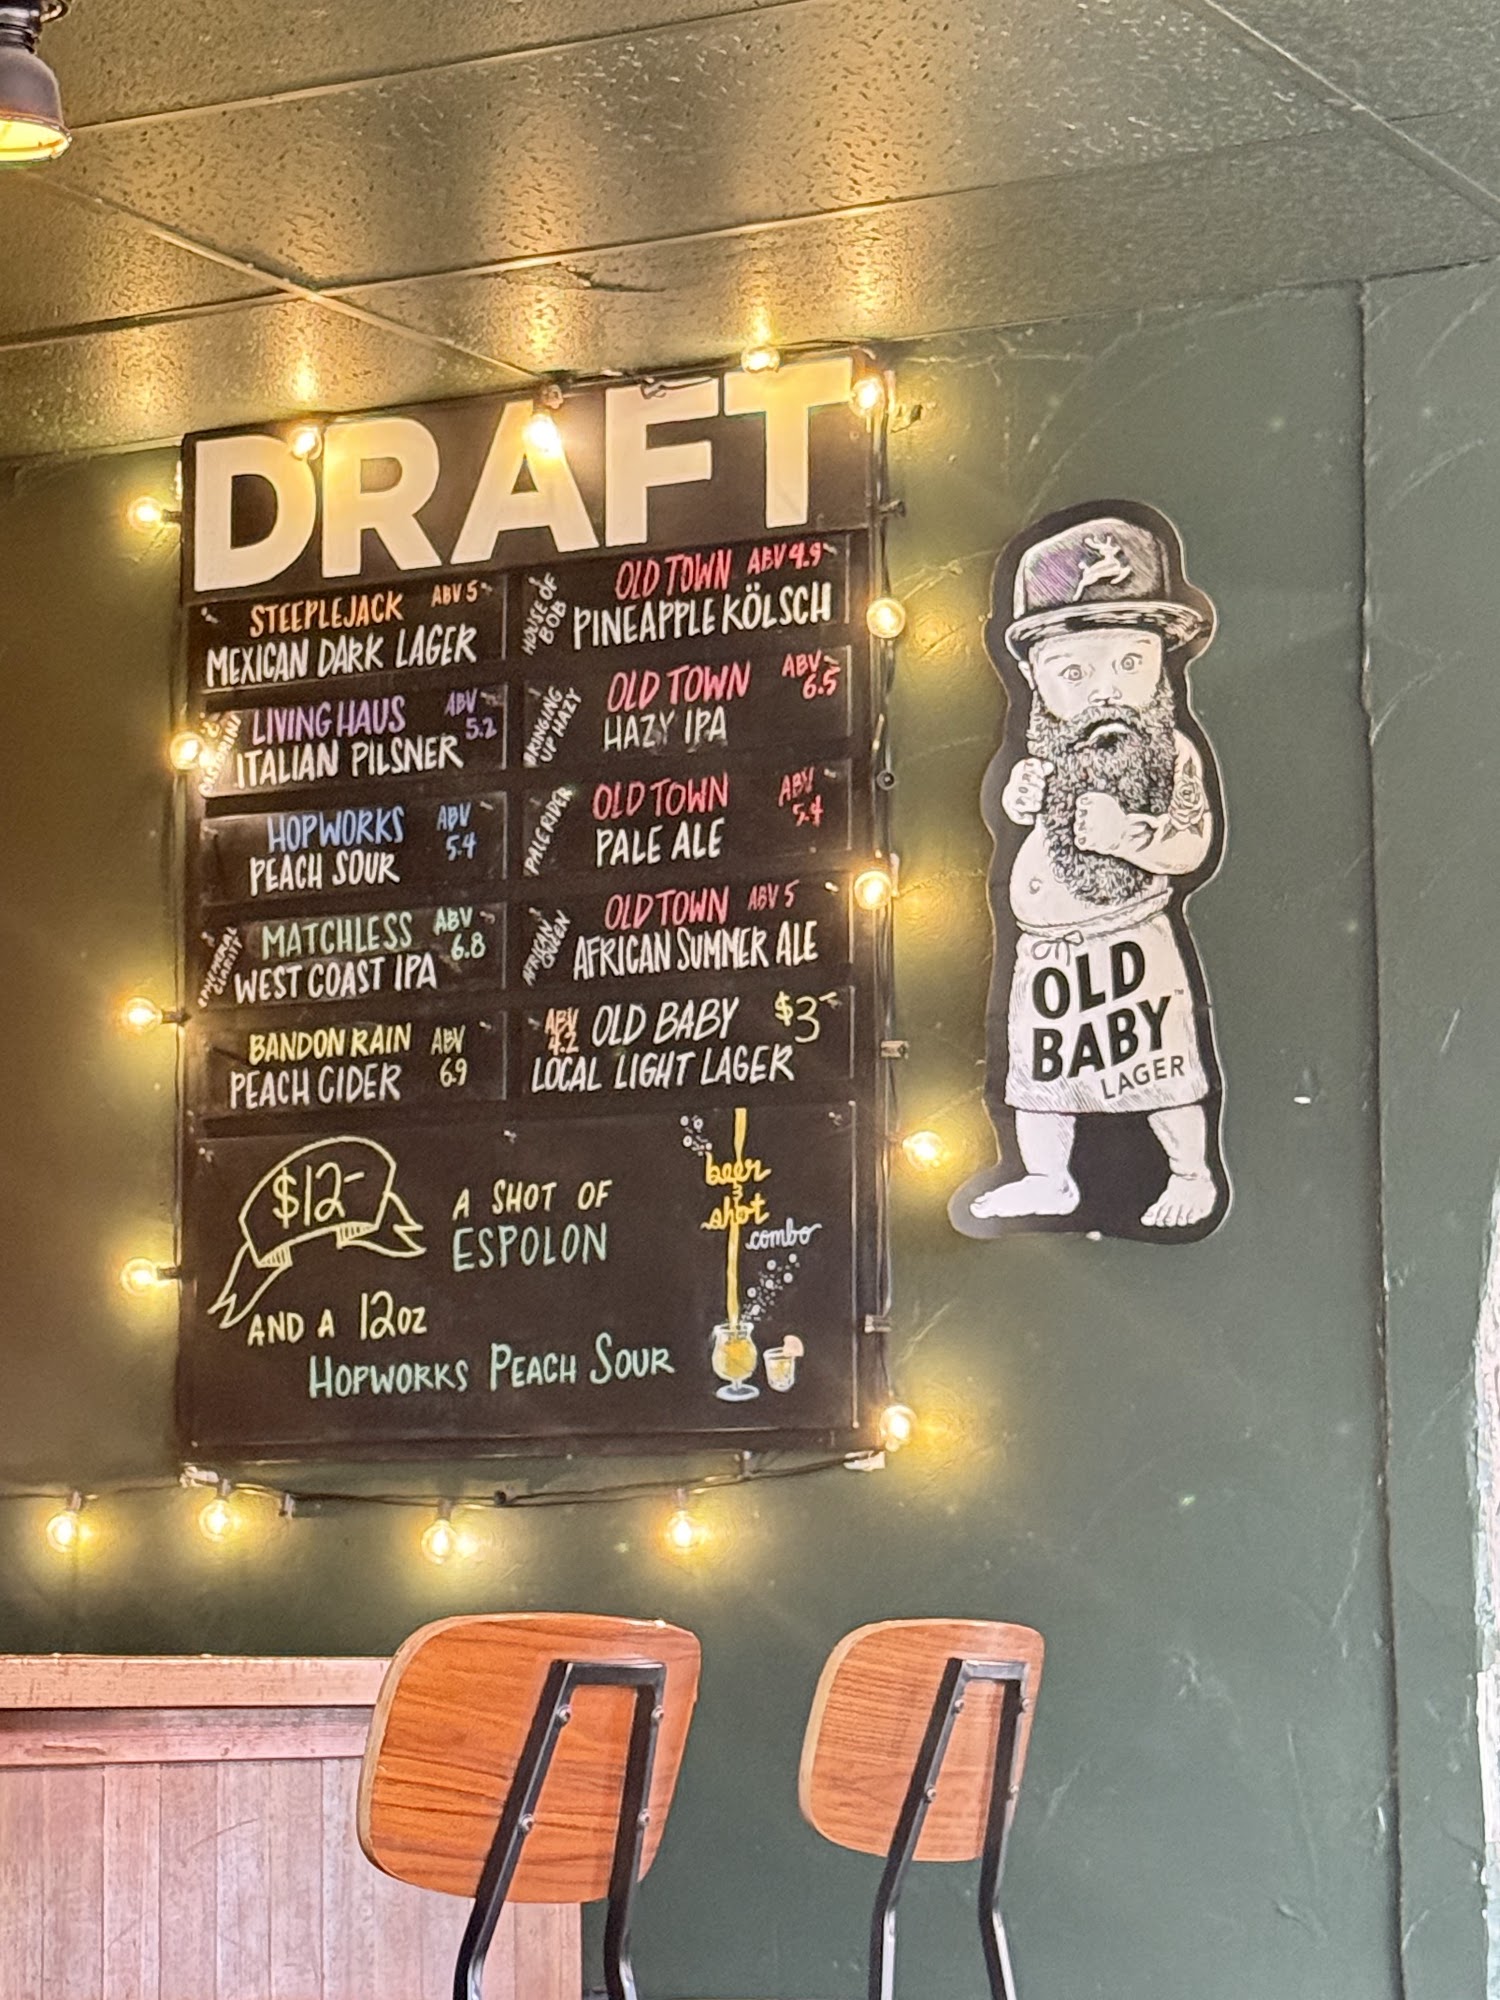 DRAFT
STEEPLEJACK ABV 5
MEXICAN DARK LAGER
LIVING HAUS ABV 5.2
ITALIAN PILSNER
HOPWORKS ABV 5.4
PEACH SOUR
EPHEMERAL CLARITY
MATCHLESS ABV 6.8
WEST COAST IPA
BANDON RAIN ABV 6.9
PEACH CIDER
HOUSE OF BOB
OLD TOWN ABV 4.9
PINEAPPLE KÖLSCH
BRINGING UP HAZY
OLD TOWN ABV 6.5
HAZY IPA
PALE RIDER
OLD TOWN ABV 5.4
PALE ALE
AFRICAN QUEEN
OLD TOWN ABV 5
AFRICAN SUMMER ALE
ABV 4.2 OLD BABY $3-
LOCAL LIGHT LAGER
$12-
A SHOT OF
ESPOLON
AND A 12OZ
HOPWORKS PEACH SOUR
beer
&
shot
combo
OLD
BABY™
LAGER